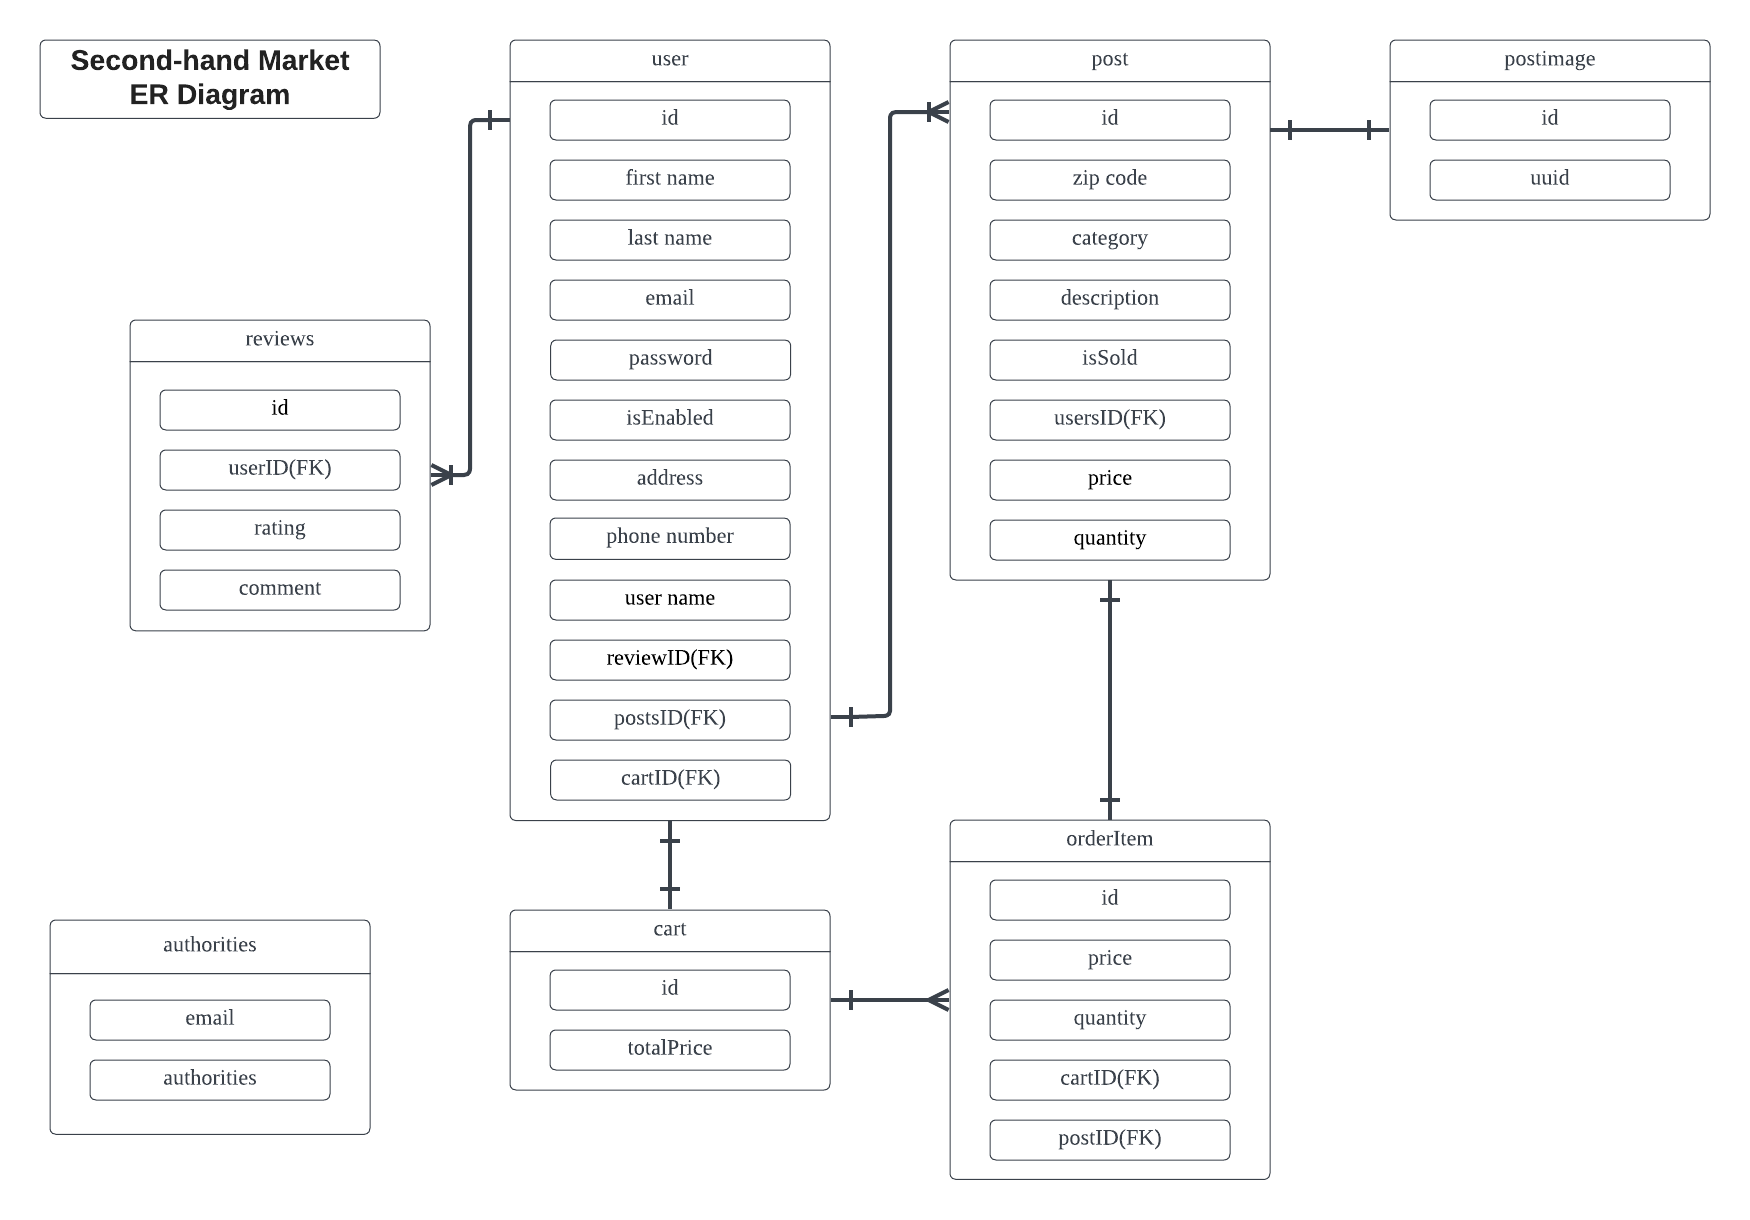 Second-hand Market
ER Diagram
user
id
first name
last name
email
password
isEnabled
address
phone number
user name
reviewID(FK)
postsID(FK)
cartID(FK)
post
id
zip code
category
description
isSold
usersID(FK)
price
quantity
postimage
id
uuid
reviews
id
userID(FK)
rating
comment
authorities
email
authorities
cart
id
totalPrice
orderItem
id
price
quantity
cartID(FK)
postID(FK)